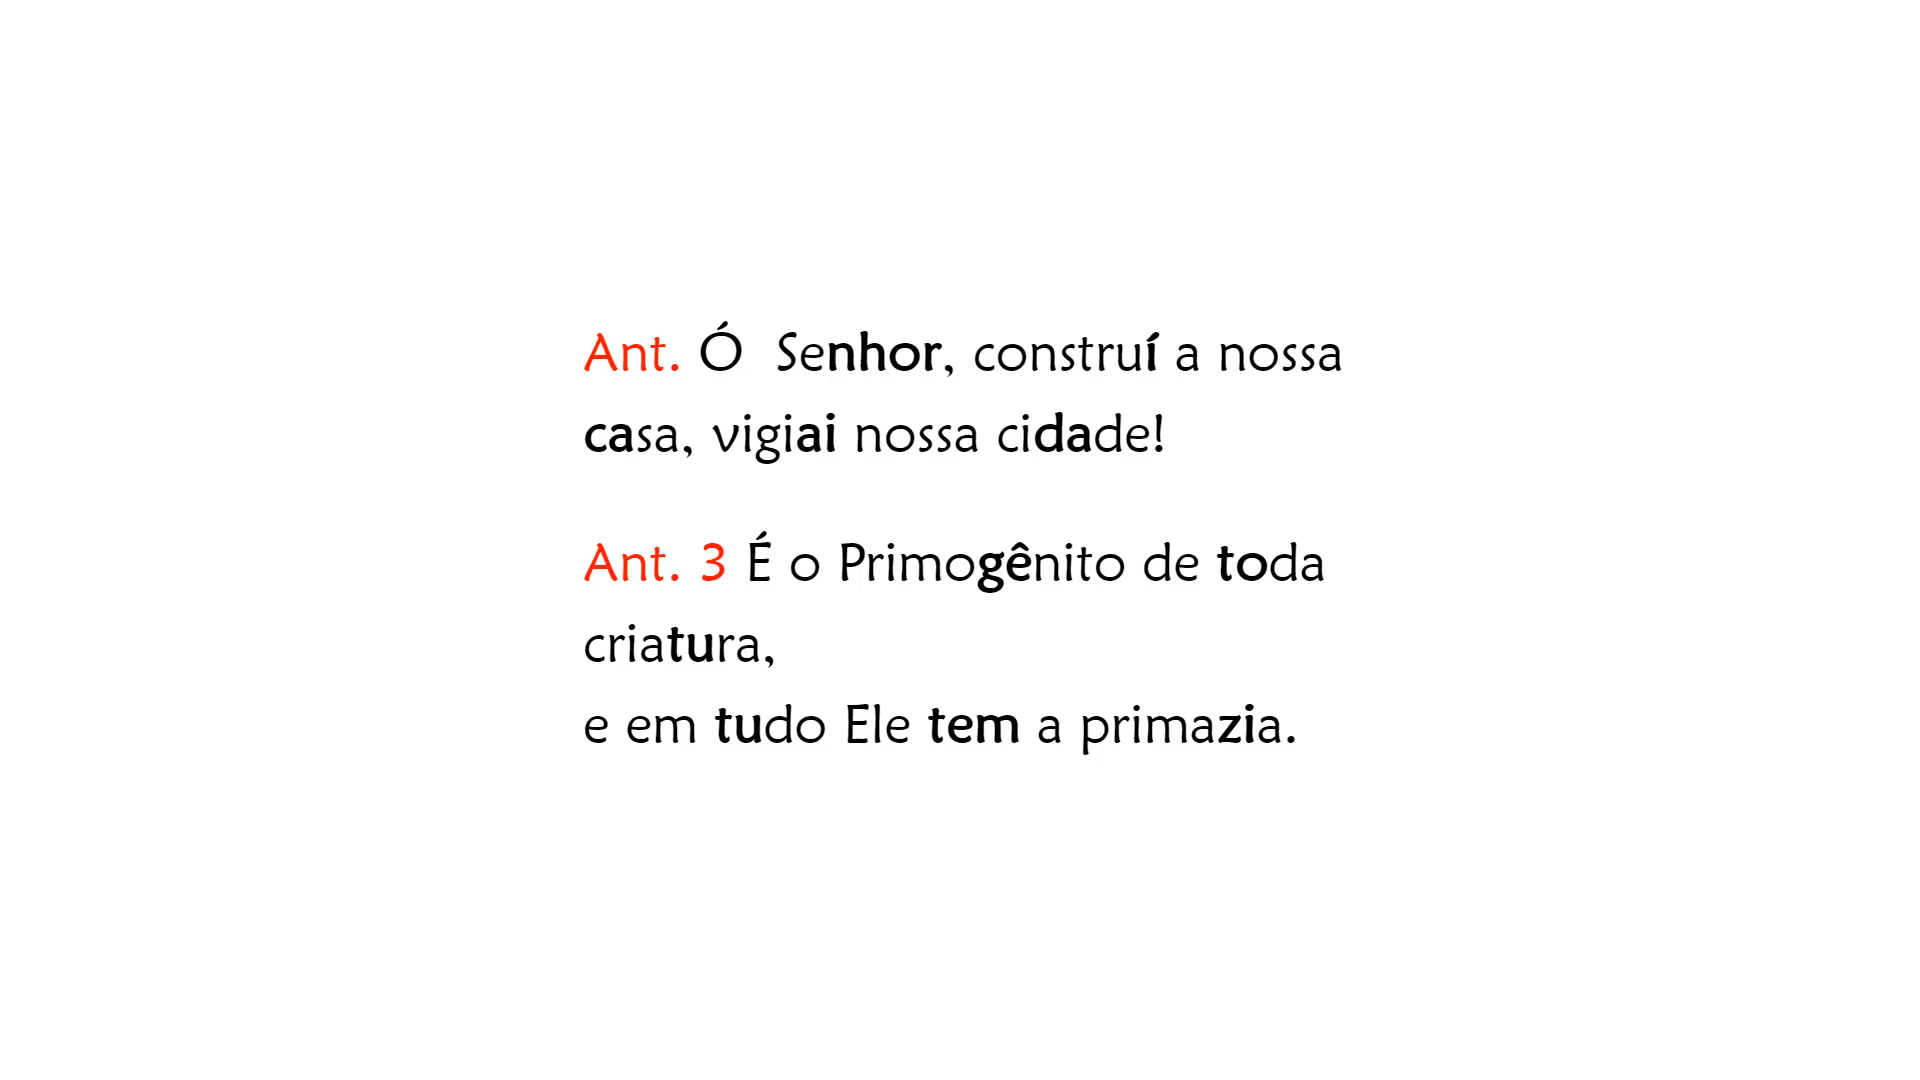 Ant. Ó  Senhor, construí a nossa
casa, vigiai nossa cidade!
Ant. 3 É o Primogênito de toda
criatura,
e em tudo Ele tem a primazia.